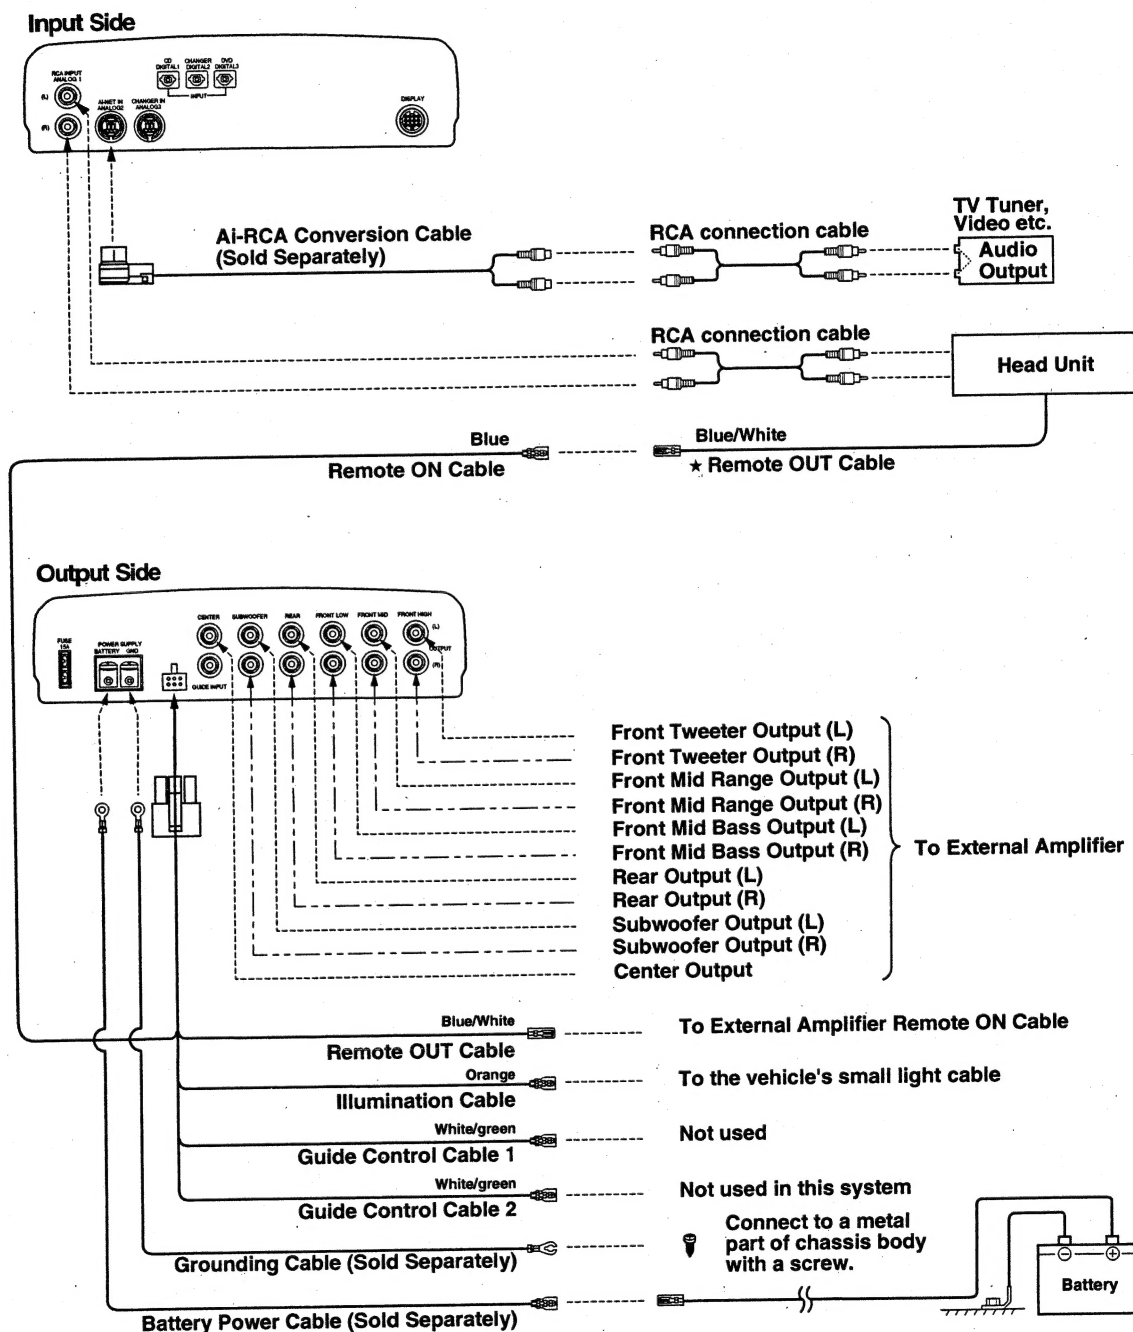 Input Side
RCA INPUT
ANALOG 1
(L)
(R)
CD
DIGITAL1
CHANGER
DIGITAL2
DVD
DIGITAL3
INPUT
AI-NET IN
ANALOG2
CHANGER IN
ANALOG3
DISPLAY
Ai-RCA Conversion Cable
(Sold Separately)
RCA connection cable
TV Tuner,
Video etc.
Audio
Output
RCA connection cable
Head Unit
Blue
Remote ON Cable
Blue/White
★ Remote OUT Cable
Output Side
FUSE
15A
POWER SUPPLY
BATTERY GND
CENTER
SUBWOOFER
REAR
FRONT LOW
FRONT MID
FRONT HIGH
(L)
OUTPUT
(R)
GUIDE INPUT
Front Tweeter Output (L)
Front Tweeter Output (R)
Front Mid Range Output (L)
Front Mid Range Output (R)
Front Mid Bass Output (L)
Front Mid Bass Output (R)
Rear Output (L)
Rear Output (R)
Subwoofer Output (L)
Subwoofer Output (R)
Center Output
To External Amplifier
Blue/White
Remote OUT Cable
To External Amplifier Remote ON Cable
Orange
Illumination Cable
To the vehicle's small light cable
White/green
Guide Control Cable 1
Not used
White/green
Guide Control Cable 2
Not used in this system
Grounding Cable (Sold Separately)
Connect to a metal
part of chassis body
with a screw.
Battery
Battery Power Cable (Sold Separately)